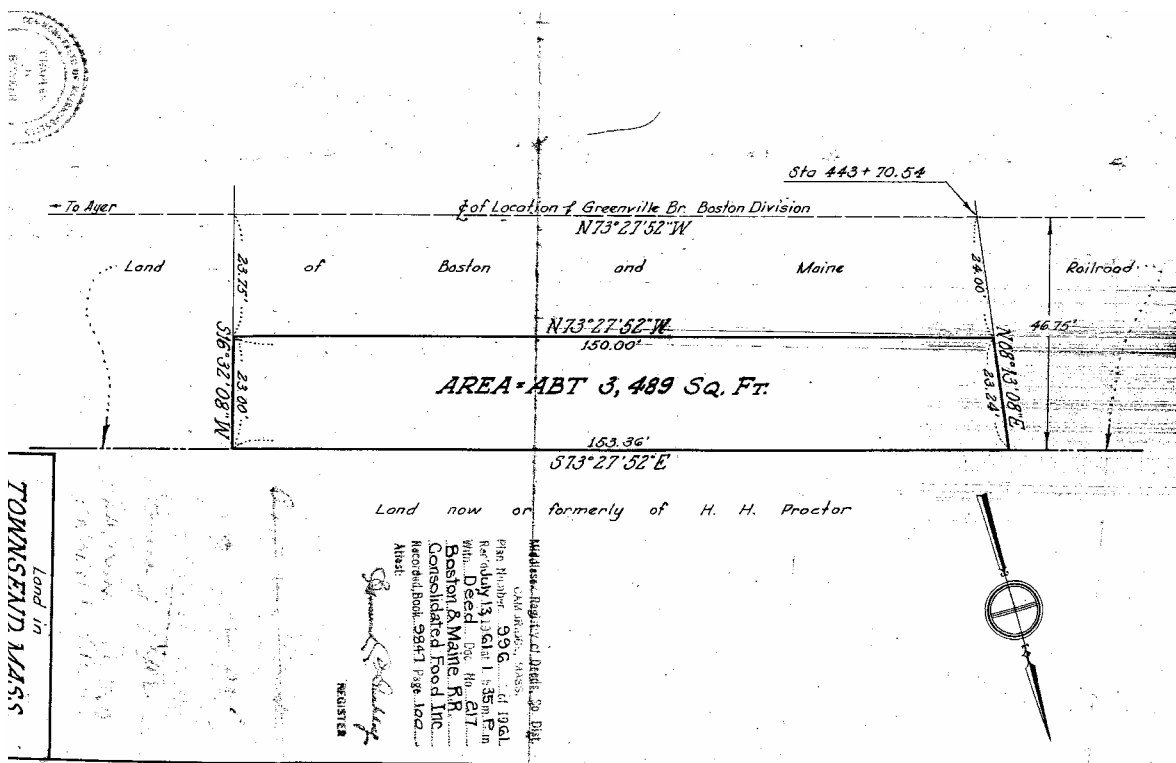 Sta 443+70.54
← To Ayer
℄ of Location of Greenville Br. Boston Division
N73°27'52"W
Land of Boston and Maine Railroad
23.75'
24.00'
46.75'
N73°27'52"W
150.00'
S16°32'08"W
23.00'
AREA=ABT 3,489 SQ. FT.
23.24'
N08°13'08"E
153.36'
S73°27'52"E
Land now or formerly of H. H. Proctor
Land in
TOWNSEND MASS
Middlesex Registry of Deeds, So. Dist.
CAMBRIDGE, MASS.
Plan Number 996 of 1961
Rec'd July 13, 1961 at 1h 35m P.m
With Deed Doc. No. 217
Boston & Maine R.R.
Consolidated Food Inc.
Recorded, Book 9847 Page 100
Attest:
REGISTER